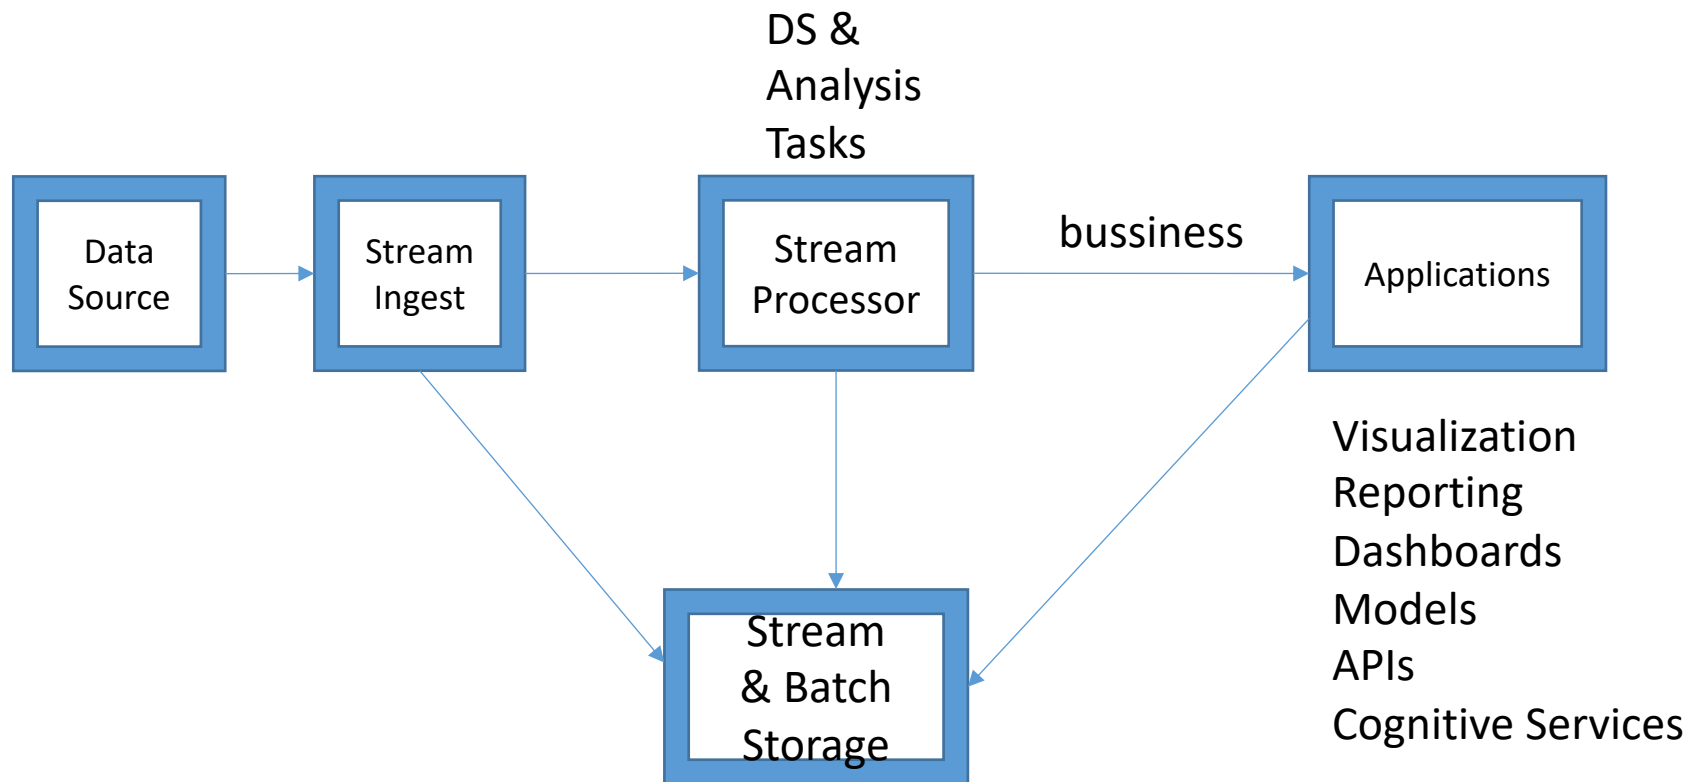 DS &
Analysis
Tasks
Data
Source
Stream
Ingest
Stream
Processor
bussiness
Applications
Visualization
Reporting
Dashboards
Models
APIs
Cognitive Services
Stream
& Batch
Storage